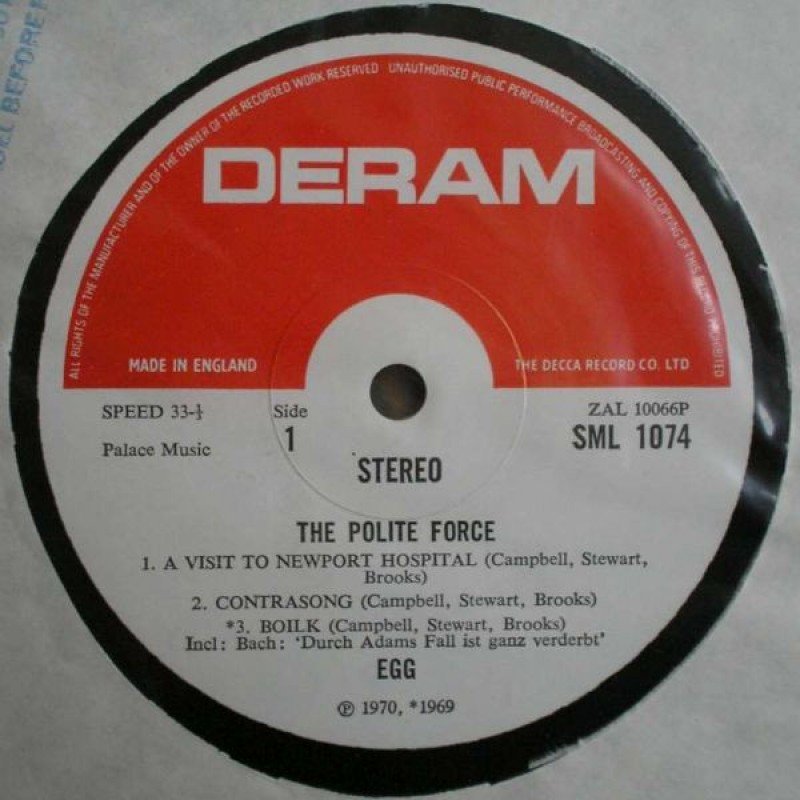 ALL RIGHTS OF THE MANUFACTURER AND OF THE OWNER OF THE RECORDED WORK RESERVED UNAUTHORISED PUBLIC PERFORMANCE BROADCASTING AND COPYING OF THIS RECORD PROHIBITED
DERAM
MADE IN ENGLAND
THE DECCA RECORD CO. LTD
SPEED 33-⅓
Side
ZAL 10066P
Palace Music
1
SML 1074
STEREO
THE POLITE FORCE
1. A VISIT TO NEWPORT HOSPITAL (Campbell, Stewart,
Brooks)
2. CONTRASONG (Campbell, Stewart, Brooks)
*3. BOILK (Campbell, Stewart, Brooks)
Incl: Bach: ‘Durch Adams Fall ist ganz verderbt’
EGG
℗ 1970, *1969